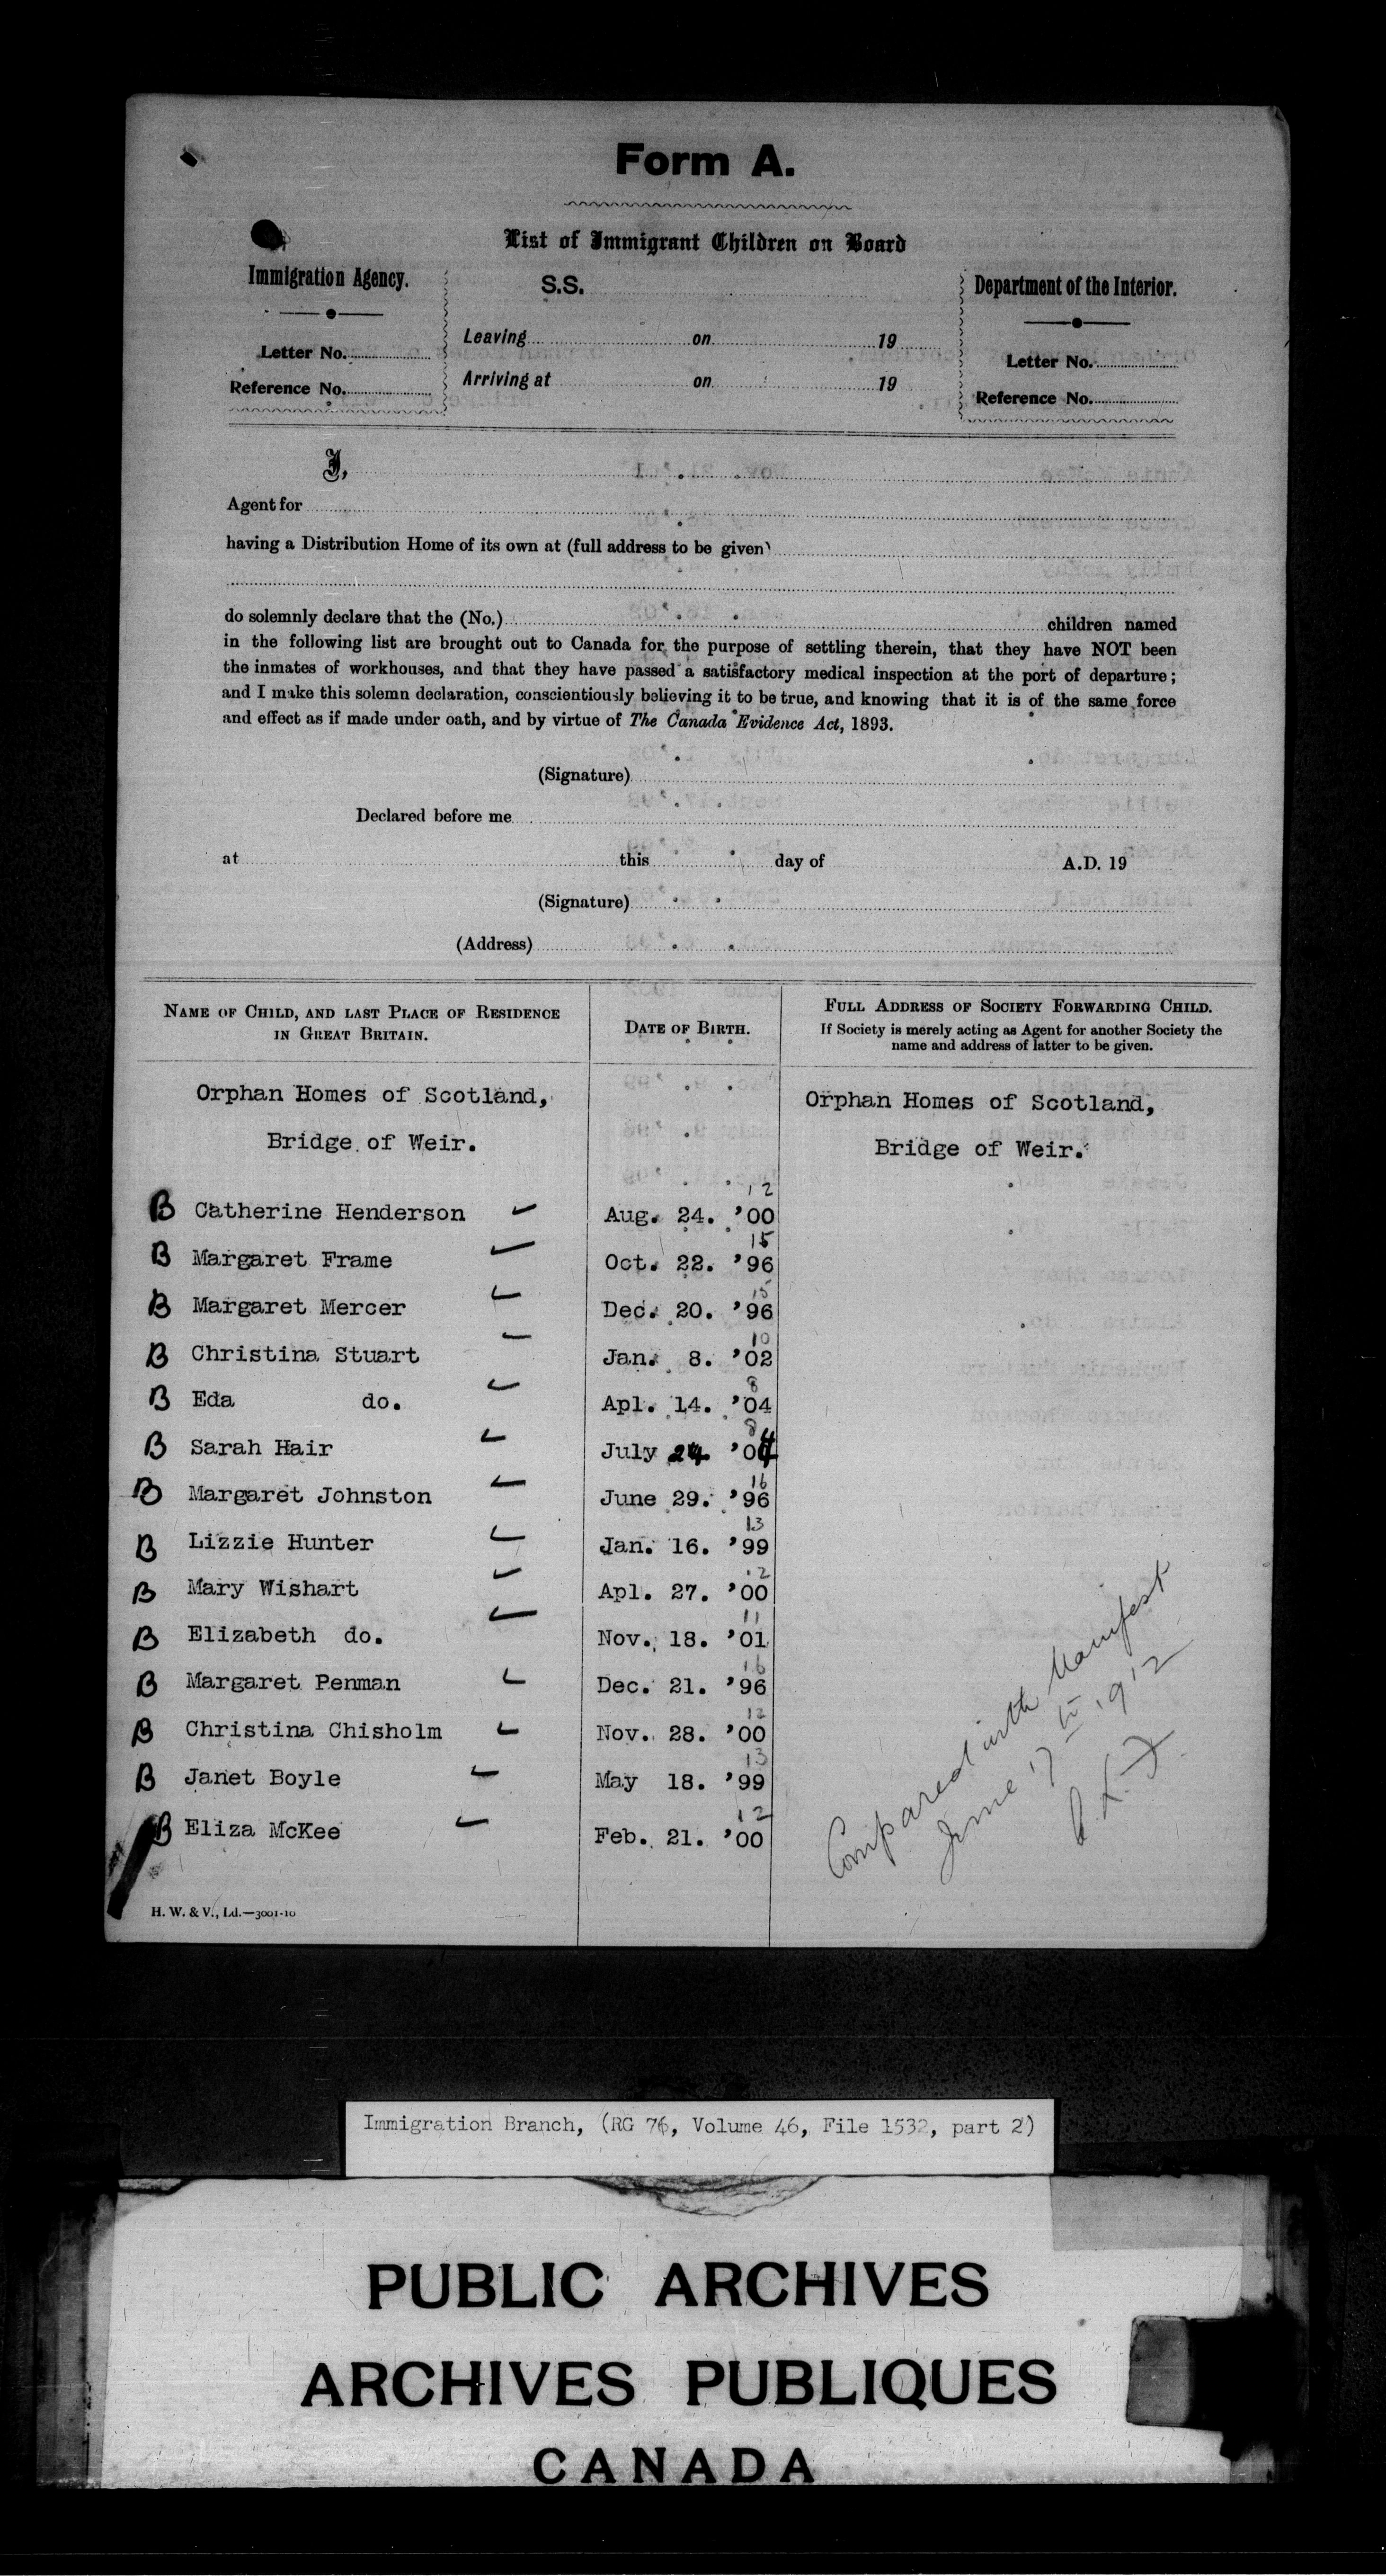 Form A.
List of Immigrant Children on Board
Immigration Agency.
Letter No.
Reference No.
S.S.
Leaving on 19
Arriving at on 19
Department of the Interior.
Letter No.
Reference No.
I,
Agent for
having a Distribution Home of its own at (full address to be given)
do solemnly declare that the (No.) children named
in the following list are brought out to Canada for the purpose of settling therein, that they have NOT been
the inmates of workhouses, and that they have passed a satisfactory medical inspection at the port of departure;
and I make this solemn declaration, conscientiously believing it to be true, and knowing that it is of the same force
and effect as if made under oath, and by virtue of The Canada Evidence Act, 1893.
(Signature)
Declared before me
at this day of A.D. 19
(Signature)
(Address)
NAME OF CHILD, AND LAST PLACE OF RESIDENCE
IN GREAT BRITAIN.
DATE OF BIRTH.
FULL ADDRESS OF SOCIETY FORWARDING CHILD.
If Society is merely acting as Agent for another Society the
name and address of latter to be given.
Orphan Homes of Scotland,
Bridge of Weir.
Orphan Homes of Scotland,
Bridge of Weir.
12
B Catherine Henderson Aug. 24. '00
15
B Margaret Frame Oct. 22. '96
15
B Margaret Mercer Dec. 20. '96
10
B Christina Stuart Jan. 8. '02
8
B Eda do. Apl. 14. '04
8
B Sarah Hair July 24 '04
16
B Margaret Johnston June 29. '96
13
B Lizzie Hunter Jan. 16. '99
12
B Mary Wishart Apl. 27. '00
11
B Elizabeth do. Nov. 18. '01
16
B Margaret Penman Dec. 21. '96
12
B Christina Chisholm Nov. 28. '00
13
B Janet Boyle May 18. '99
12
B Eliza McKee Feb. 21. '00
Compared with Manifest
June 17th 1912
H. W. & V., Ld.—3001-10
Immigration Branch, (RG 76, Volume 46, File 1532, part 2)
PUBLIC ARCHIVES
ARCHIVES PUBLIQUES
CANADA